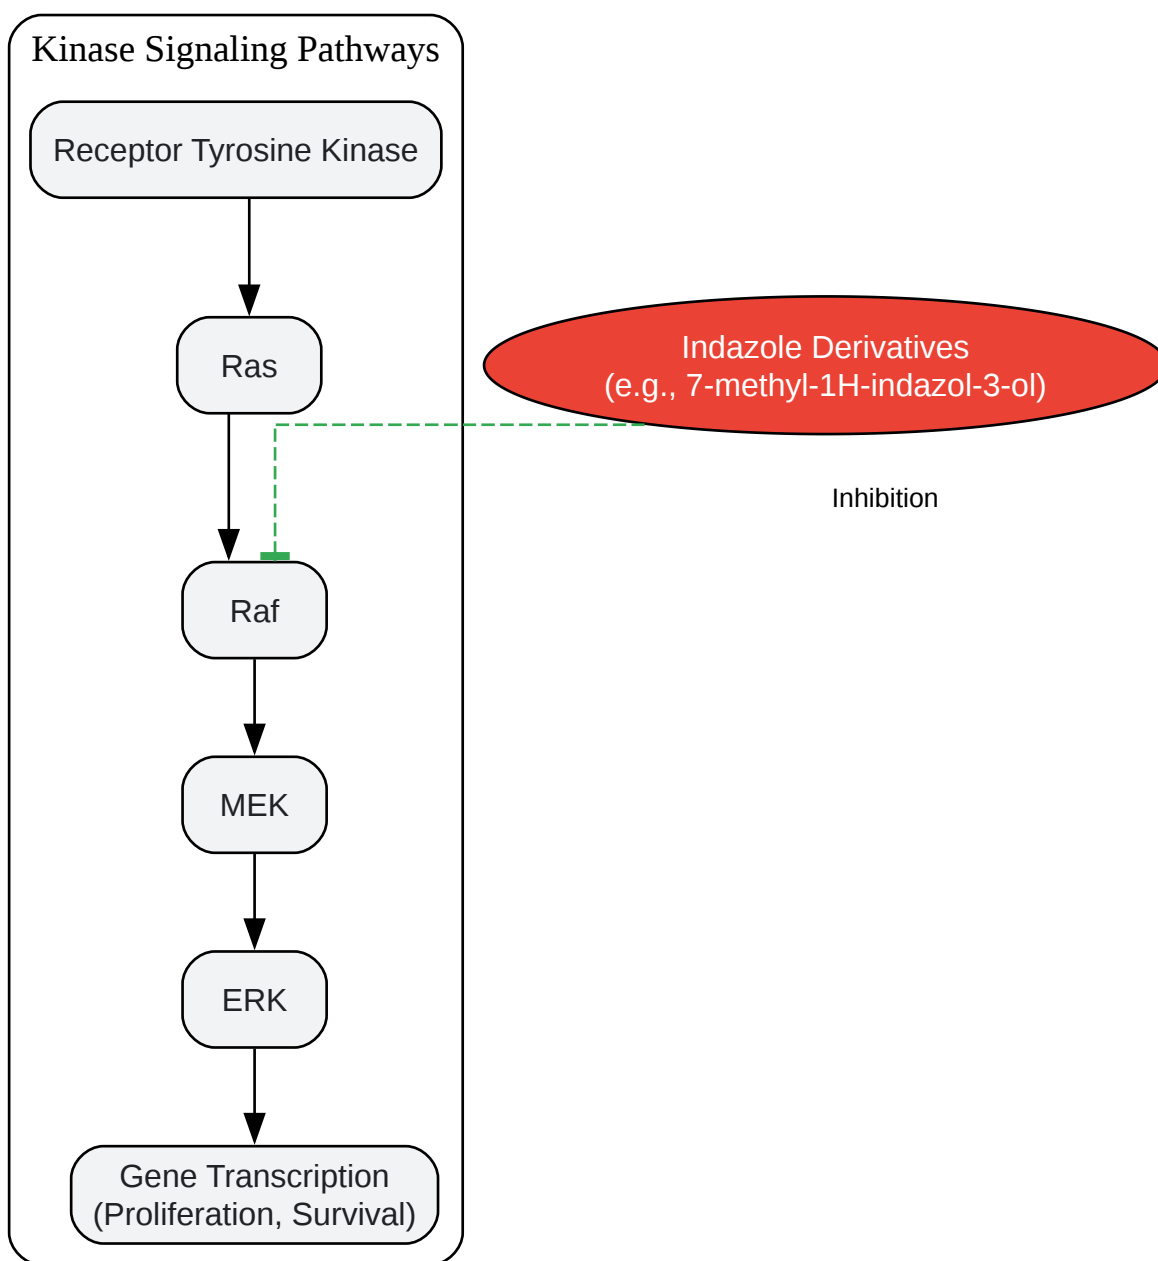 Kinase Signaling Pathways
Receptor Tyrosine Kinase
Ras
Indazole Derivatives
(e.g., 7-methyl-1H-indazol-3-ol)
Inhibition
Raf
MEK
ERK
Gene Transcription
(Proliferation, Survival)